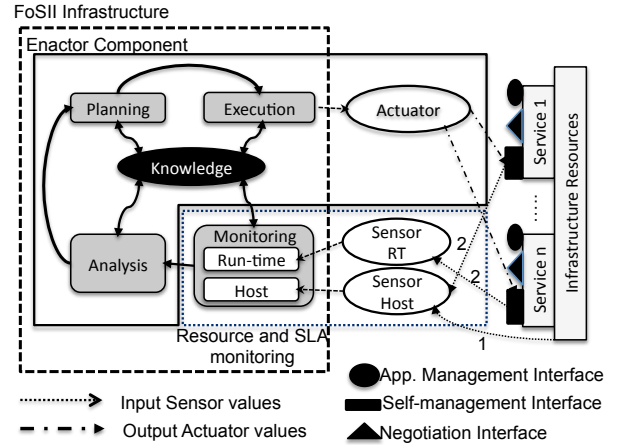 FoSII Infrastructure
Enactor Component
Planning
Execution
Actuator
Knowledge
Service 1
Infrastructure Resources
......
Monitoring
Run-time
Host
Analysis
Sensor
RT
Sensor
Host
2
2
Service n
1
Resource and SLA
monitoring
App. Management Interface
Input Sensor values
Self-management Interface
Output Actuator values
Negotiation Interface